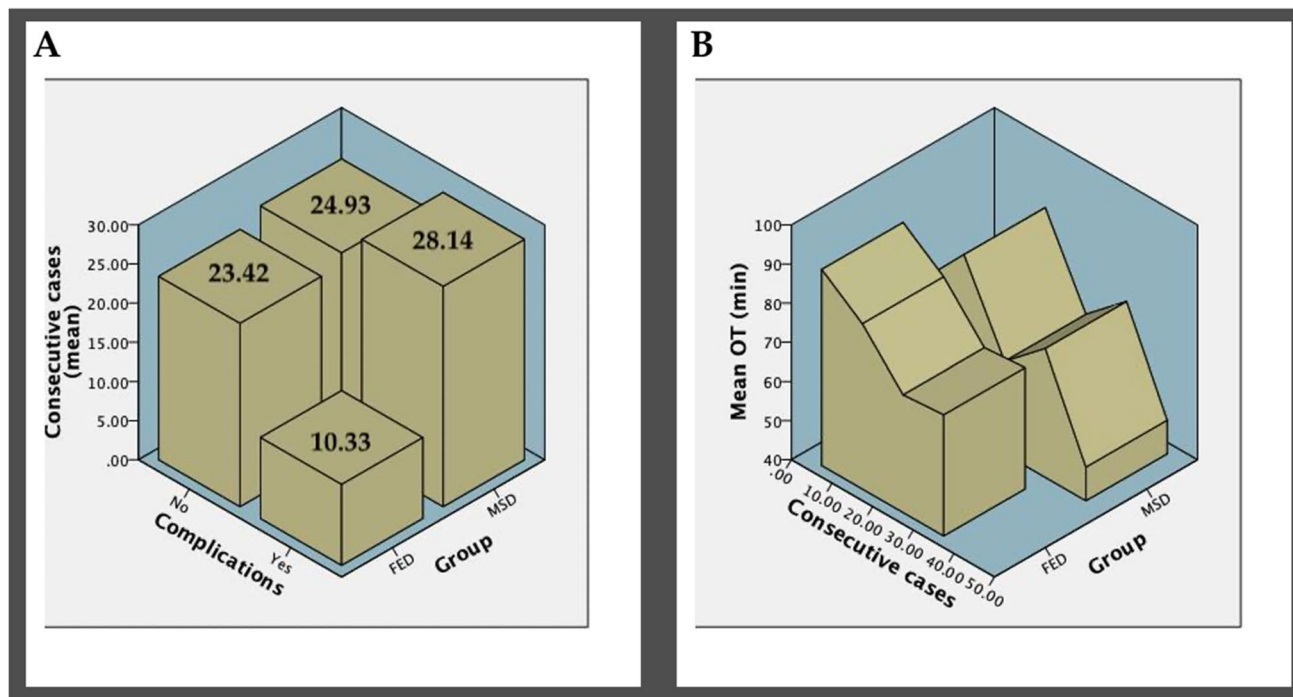 A
Consecutive cases
(mean)
30.00
25.00
20.00
15.00
10.00
5.00
.00
24.93
28.14
23.42
10.33
No
Yes
Complications
FED
MSD
Group
B
Mean OT (min)
100
90
80
70
60
50
40
.00
10.00
20.00
30.00
40.00
50.00
Consecutive cases
FED
MSD
Group